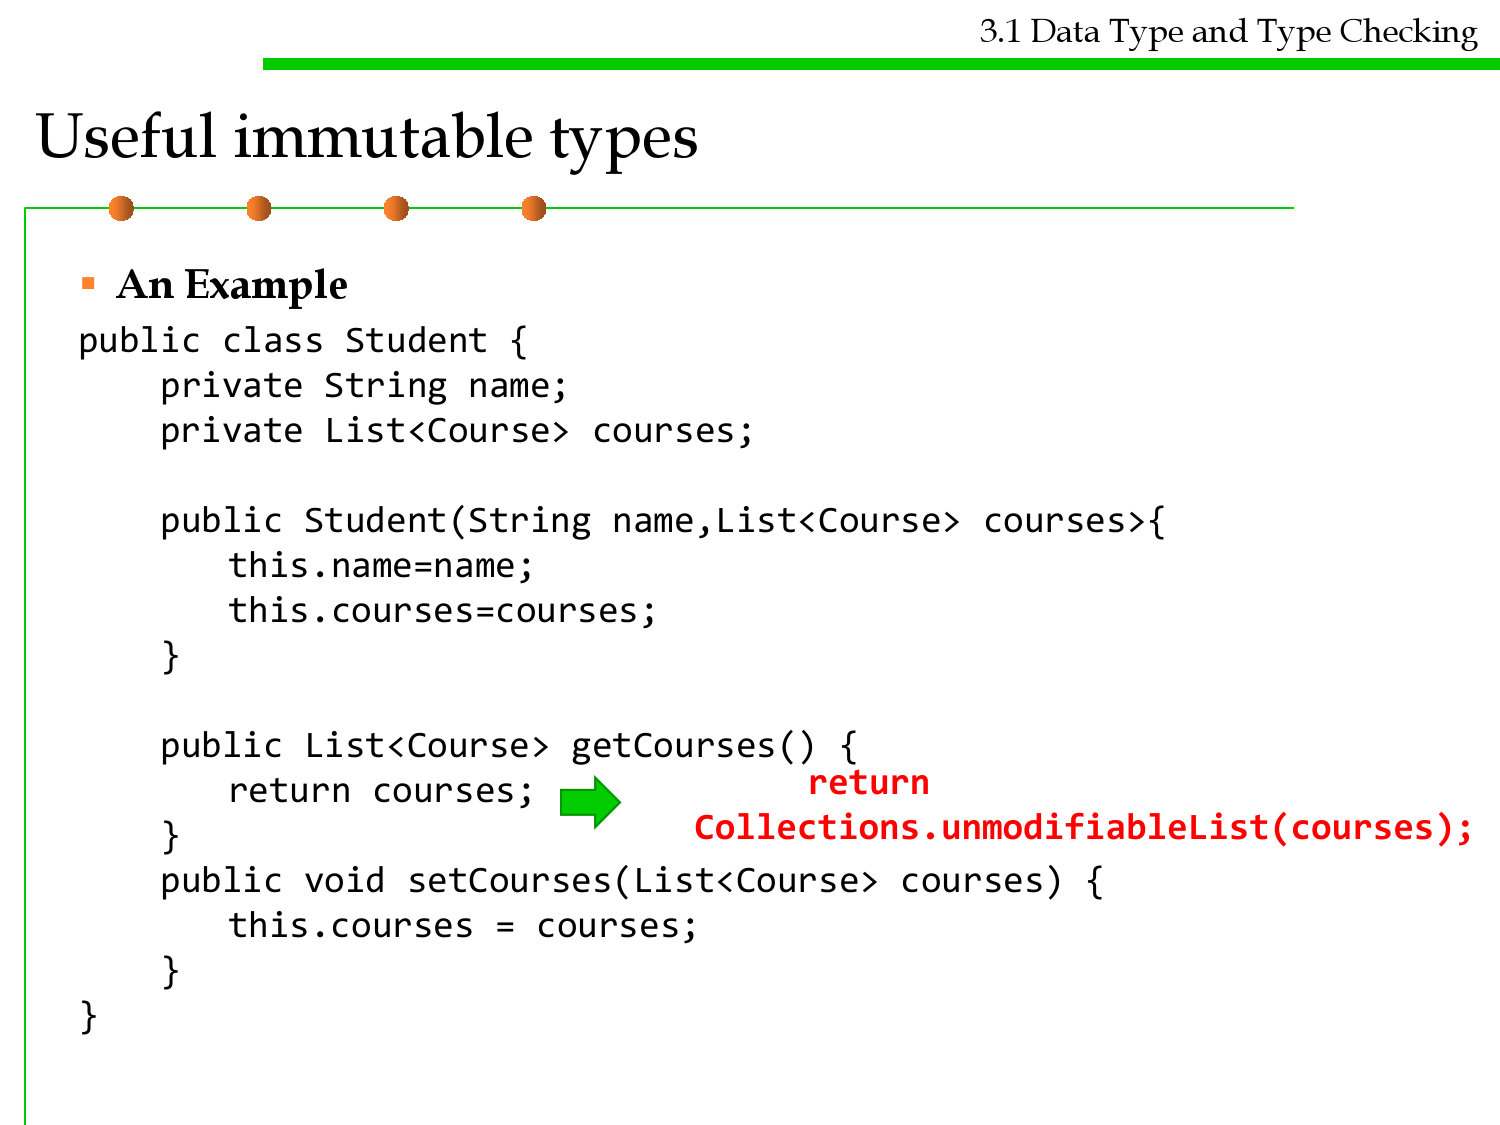 3.1 Data Type and Type Checking
Useful immutable types
An Example
public class Student {
private String name;
private List<Course> courses;
public Student(String name,List<Course> courses>{
this.name=name;
this.courses=courses;
}
public List<Course> getCourses() {
return courses;
return
Collections.unmodifiableList(courses);
}
public void setCourses(List<Course> courses) {
this.courses = courses;
}
}